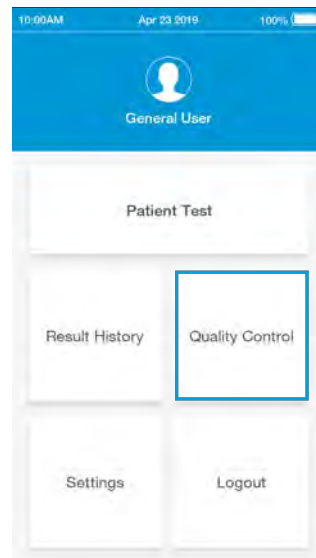 10:00AM Apr 23 2019 100%
General User
Patient Test
Result History Quality Control
Settings Logout